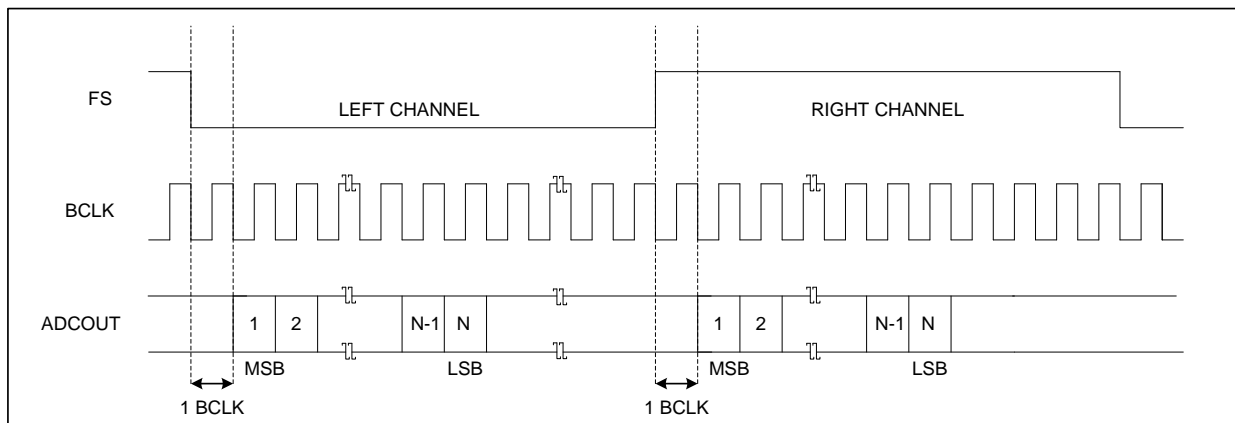 FS
LEFT CHANNEL
RIGHT CHANNEL
BCLK
ADCOUT
1
2
N-1
N
1
2
N-1
N
MSB
LSB
MSB
LSB
1 BCLK
1 BCLK